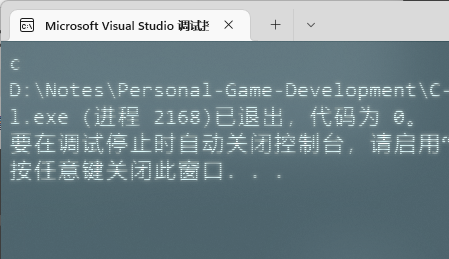 Microsoft Visual Studio 调试
C
D:\Notes\Personal-Game-Development\C-
l.exe (进程 2168)已退出，代码为 0。
要在调试停止时自动关闭控制台，请启用“
按任意键关闭此窗口. . .